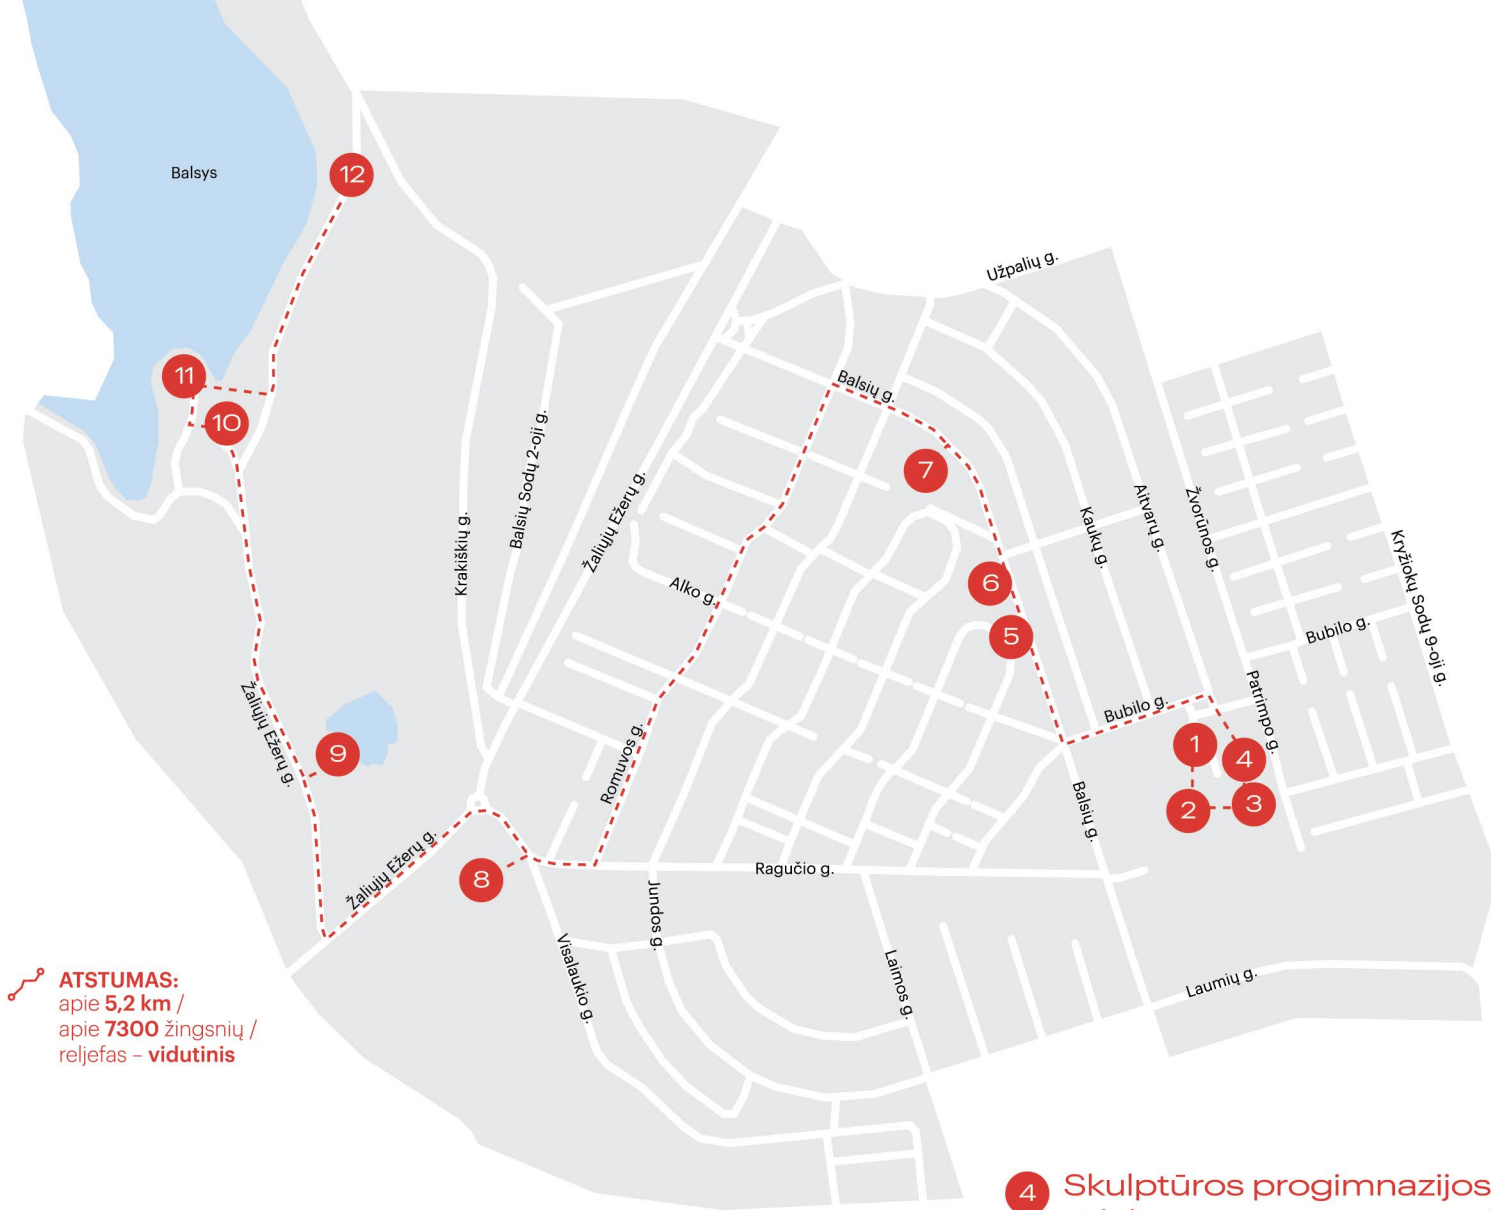 Balsys
12
Užpalių g.
11
10
Balsių g.
7
Balsių Sodų 2-oji g.
Žaliųjų Ežerų g.
Krakiškių g.
Kaukų g.
Aitvarų g.
Žvorūnos g.
Kryžiokų Sodų 9-oji g.
Alko g.
6
5
Bubilo g.
Bubilo g.
Patrimpo g.
Žaliųjų Ežerų g.
9
Romuvos g.
1
4
2
3
Balsių g.
Žaliųjų Ežerų g.
8
Ragučio g.
Jundos g.
Visalaukio g.
Laimos g.
Laumių g.
ATSTUMAS:
apie 5,2 km /
apie 7300 žingsnių /
reljefas – vidutinis
4 Skulptūros progimnazijos